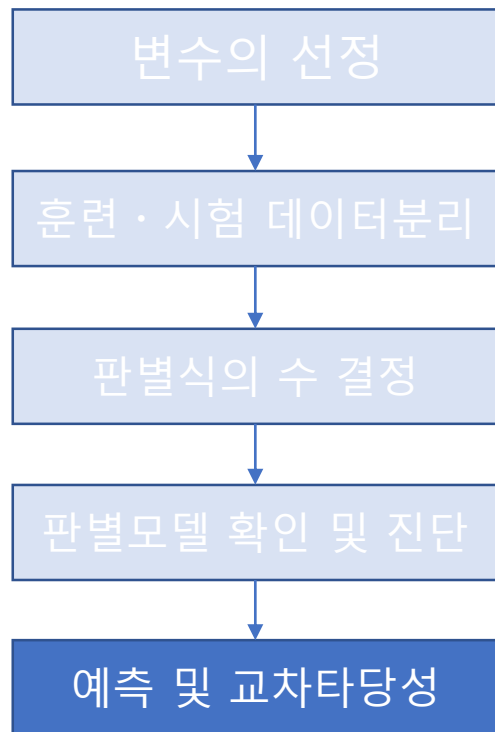 변수의 선정
훈련 · 시험 데이터분리
판별식의 수 결정
판별모델 확인 및 진단
예측 및 교차타당성